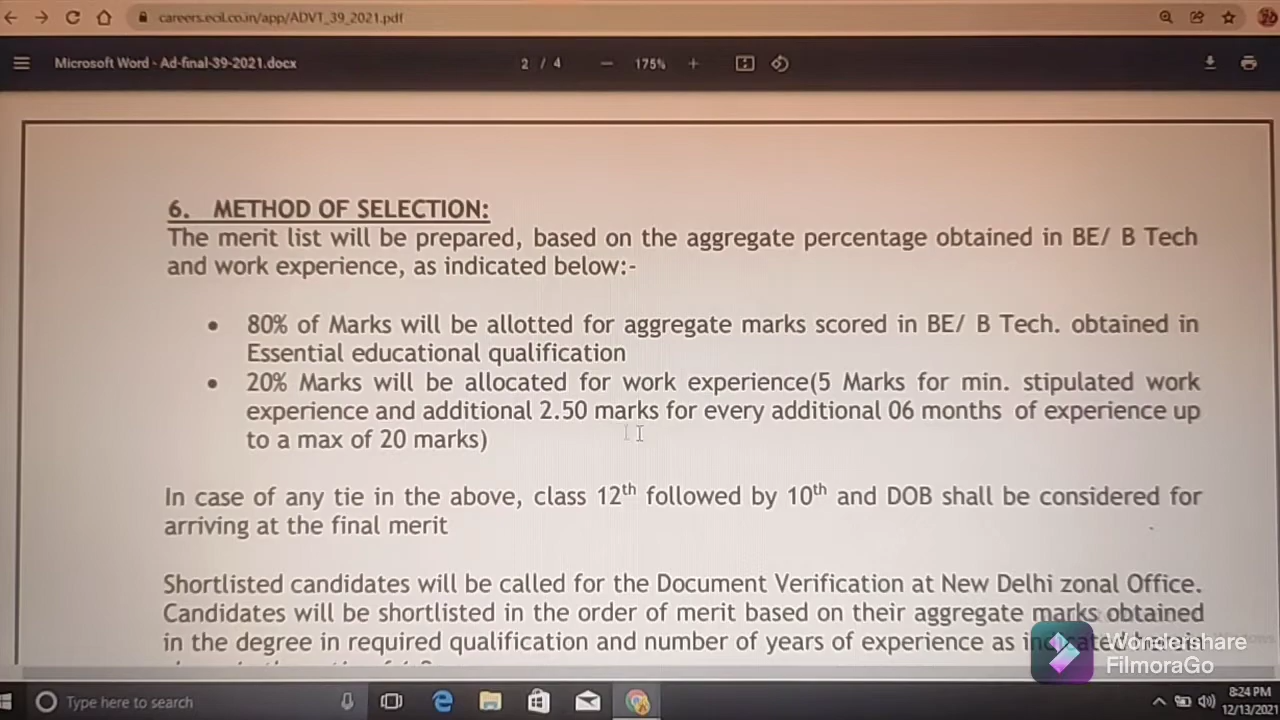 careers.ecil.co.in/app/ADVT_39_2021.pdf
Microsoft Word - Ad-final-39-2021.docx
2 / 4
175%
6. METHOD OF SELECTION:
The merit list will be prepared, based on the aggregate percentage obtained in BE/ B Tech
and work experience, as indicated below:-
80% of Marks will be allotted for aggregate marks scored in BE/ B Tech. obtained in
Essential educational qualification
20% Marks will be allocated for work experience(5 Marks for min. stipulated work
experience and additional 2.50 marks for every additional 06 months of experience up
to a max of 20 marks)
In case of any tie in the above, class 12th followed by 10th and DOB shall be considered for
arriving at the final merit
Shortlisted candidates will be called for the Document Verification at New Delhi zonal Office.
Candidates will be shortlisted in the order of merit based on their aggregate marks obtained
in the degree in required qualification and number of years of experience as
Wondershare
FilmoraGo
Type here to search
8:24 PM
12/13/2021